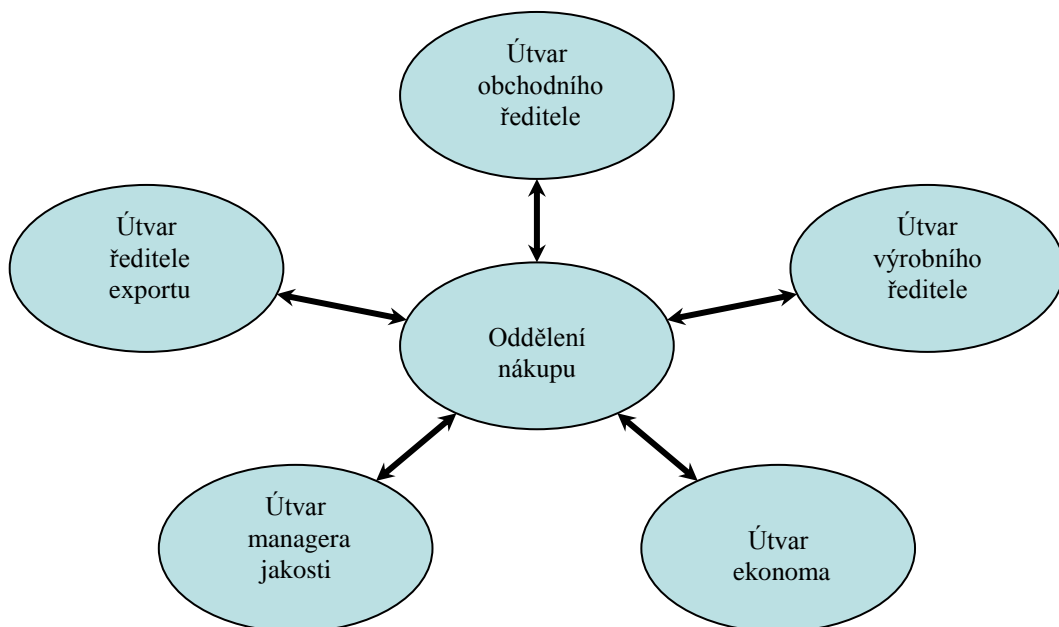 Útvar
obchodního
ředitele
Útvar
ředitele
exportu
Útvar
výrobního
ředitele
Oddělení
nákupu
Útvar
managera
jakosti
Útvar
ekonoma